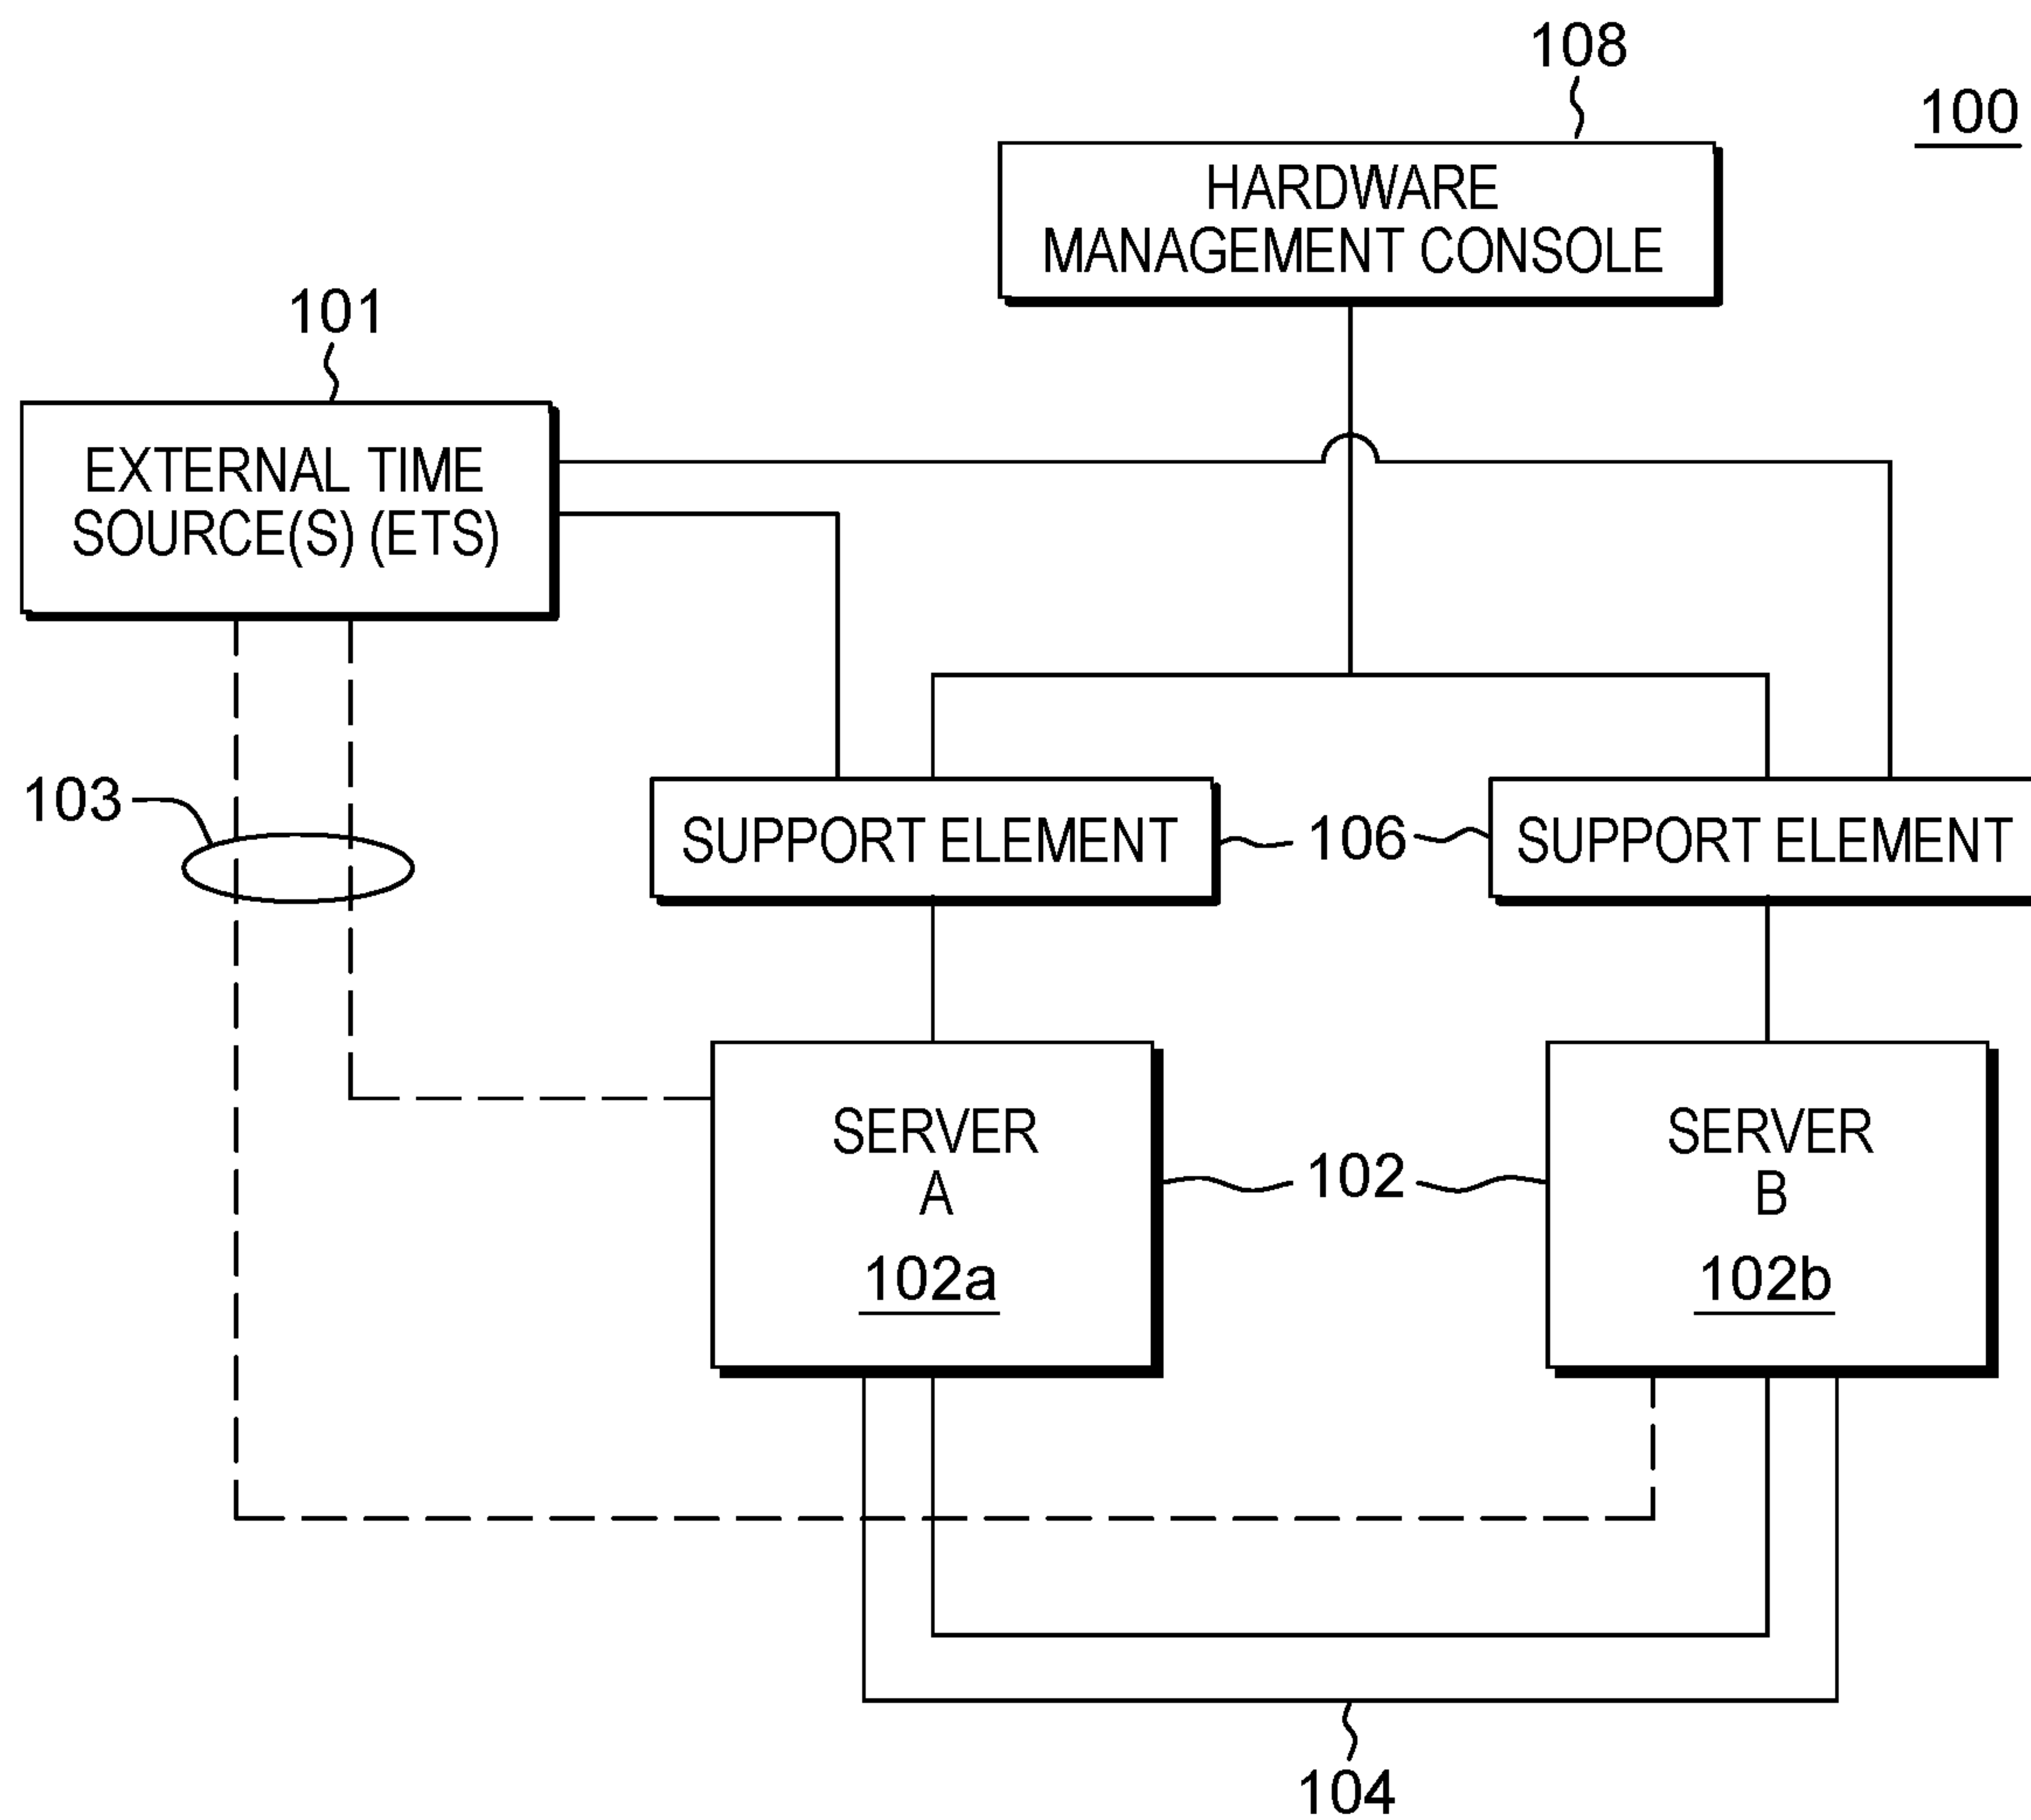 108
100
HARDWARE
MANAGEMENT CONSOLE
101
EXTERNAL TIME
SOURCE(S) (ETS)
103
SUPPORT ELEMENT
106
SUPPORT ELEMENT
SERVER
A
102a
102
SERVER
B
102b
104